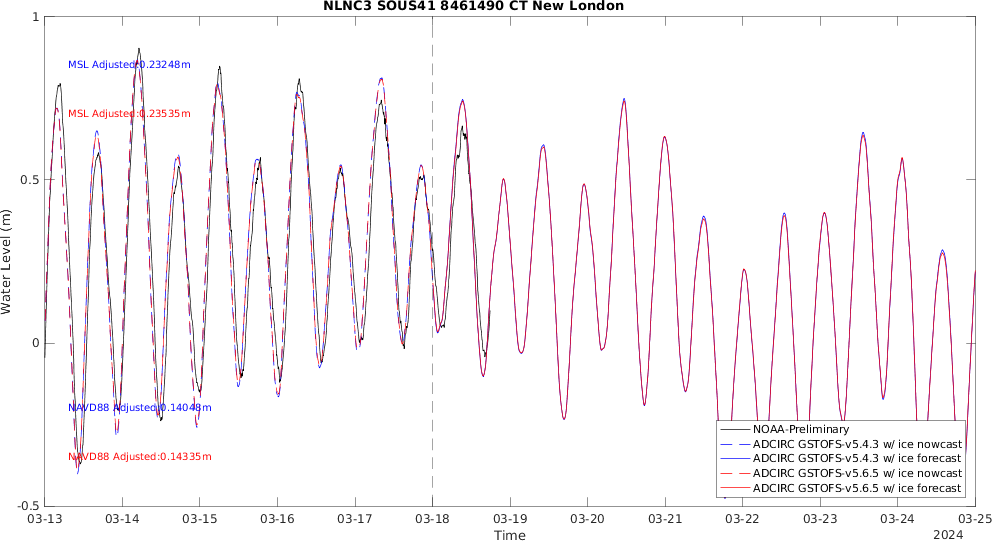 NLNC3 SOUS41 8461490 CT New London
Water Level (m)
1
0.5
0
-0.5
MSL Adjusted:0.23248m
MSL Adjusted:0.23535m
NAVD88 Adjusted:0.14048m
NAVD88 Adjusted:0.14335m
NOAA-Preliminary
ADCIRC GSTOFS-v5.4.3 w/ ice nowcast
ADCIRC GSTOFS-v5.4.3 w/ ice forecast
ADCIRC GSTOFS-v5.6.5 w/ ice nowcast
ADCIRC GSTOFS-v5.6.5 w/ ice forecast
03-13 03-14 03-15 03-16 03-17 03-18 03-19 03-20 03-21 03-22 03-23 03-24 03-25
Time
2024